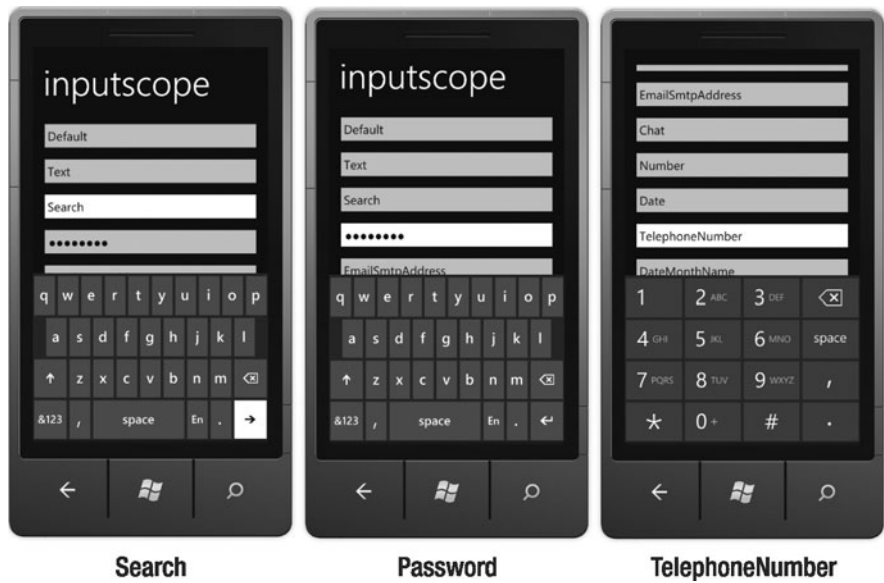 inputscope
Default
Text
Search
●●●●●●●●
q w e r t y u i o p
a s d f g h j k l
↑ z x c v b n m
&123 , space En . →
Search
inputscope
Default
Text
Search
●●●●●●●●
EmailSmtpAddress
q w e r t y u i o p
a s d f g h j k l
↑ z x c v b n m
&123 , space En . ↵
Password
EmailSmtpAddress
Chat
Number
Date
TelephoneNumber
DateMonthName
1 2 ABC 3 DEF
4 GHI 5 JKL 6 MNO space
7 PQRS 8 TUV 9 WXYZ ,
* 0 + # .
TelephoneNumber